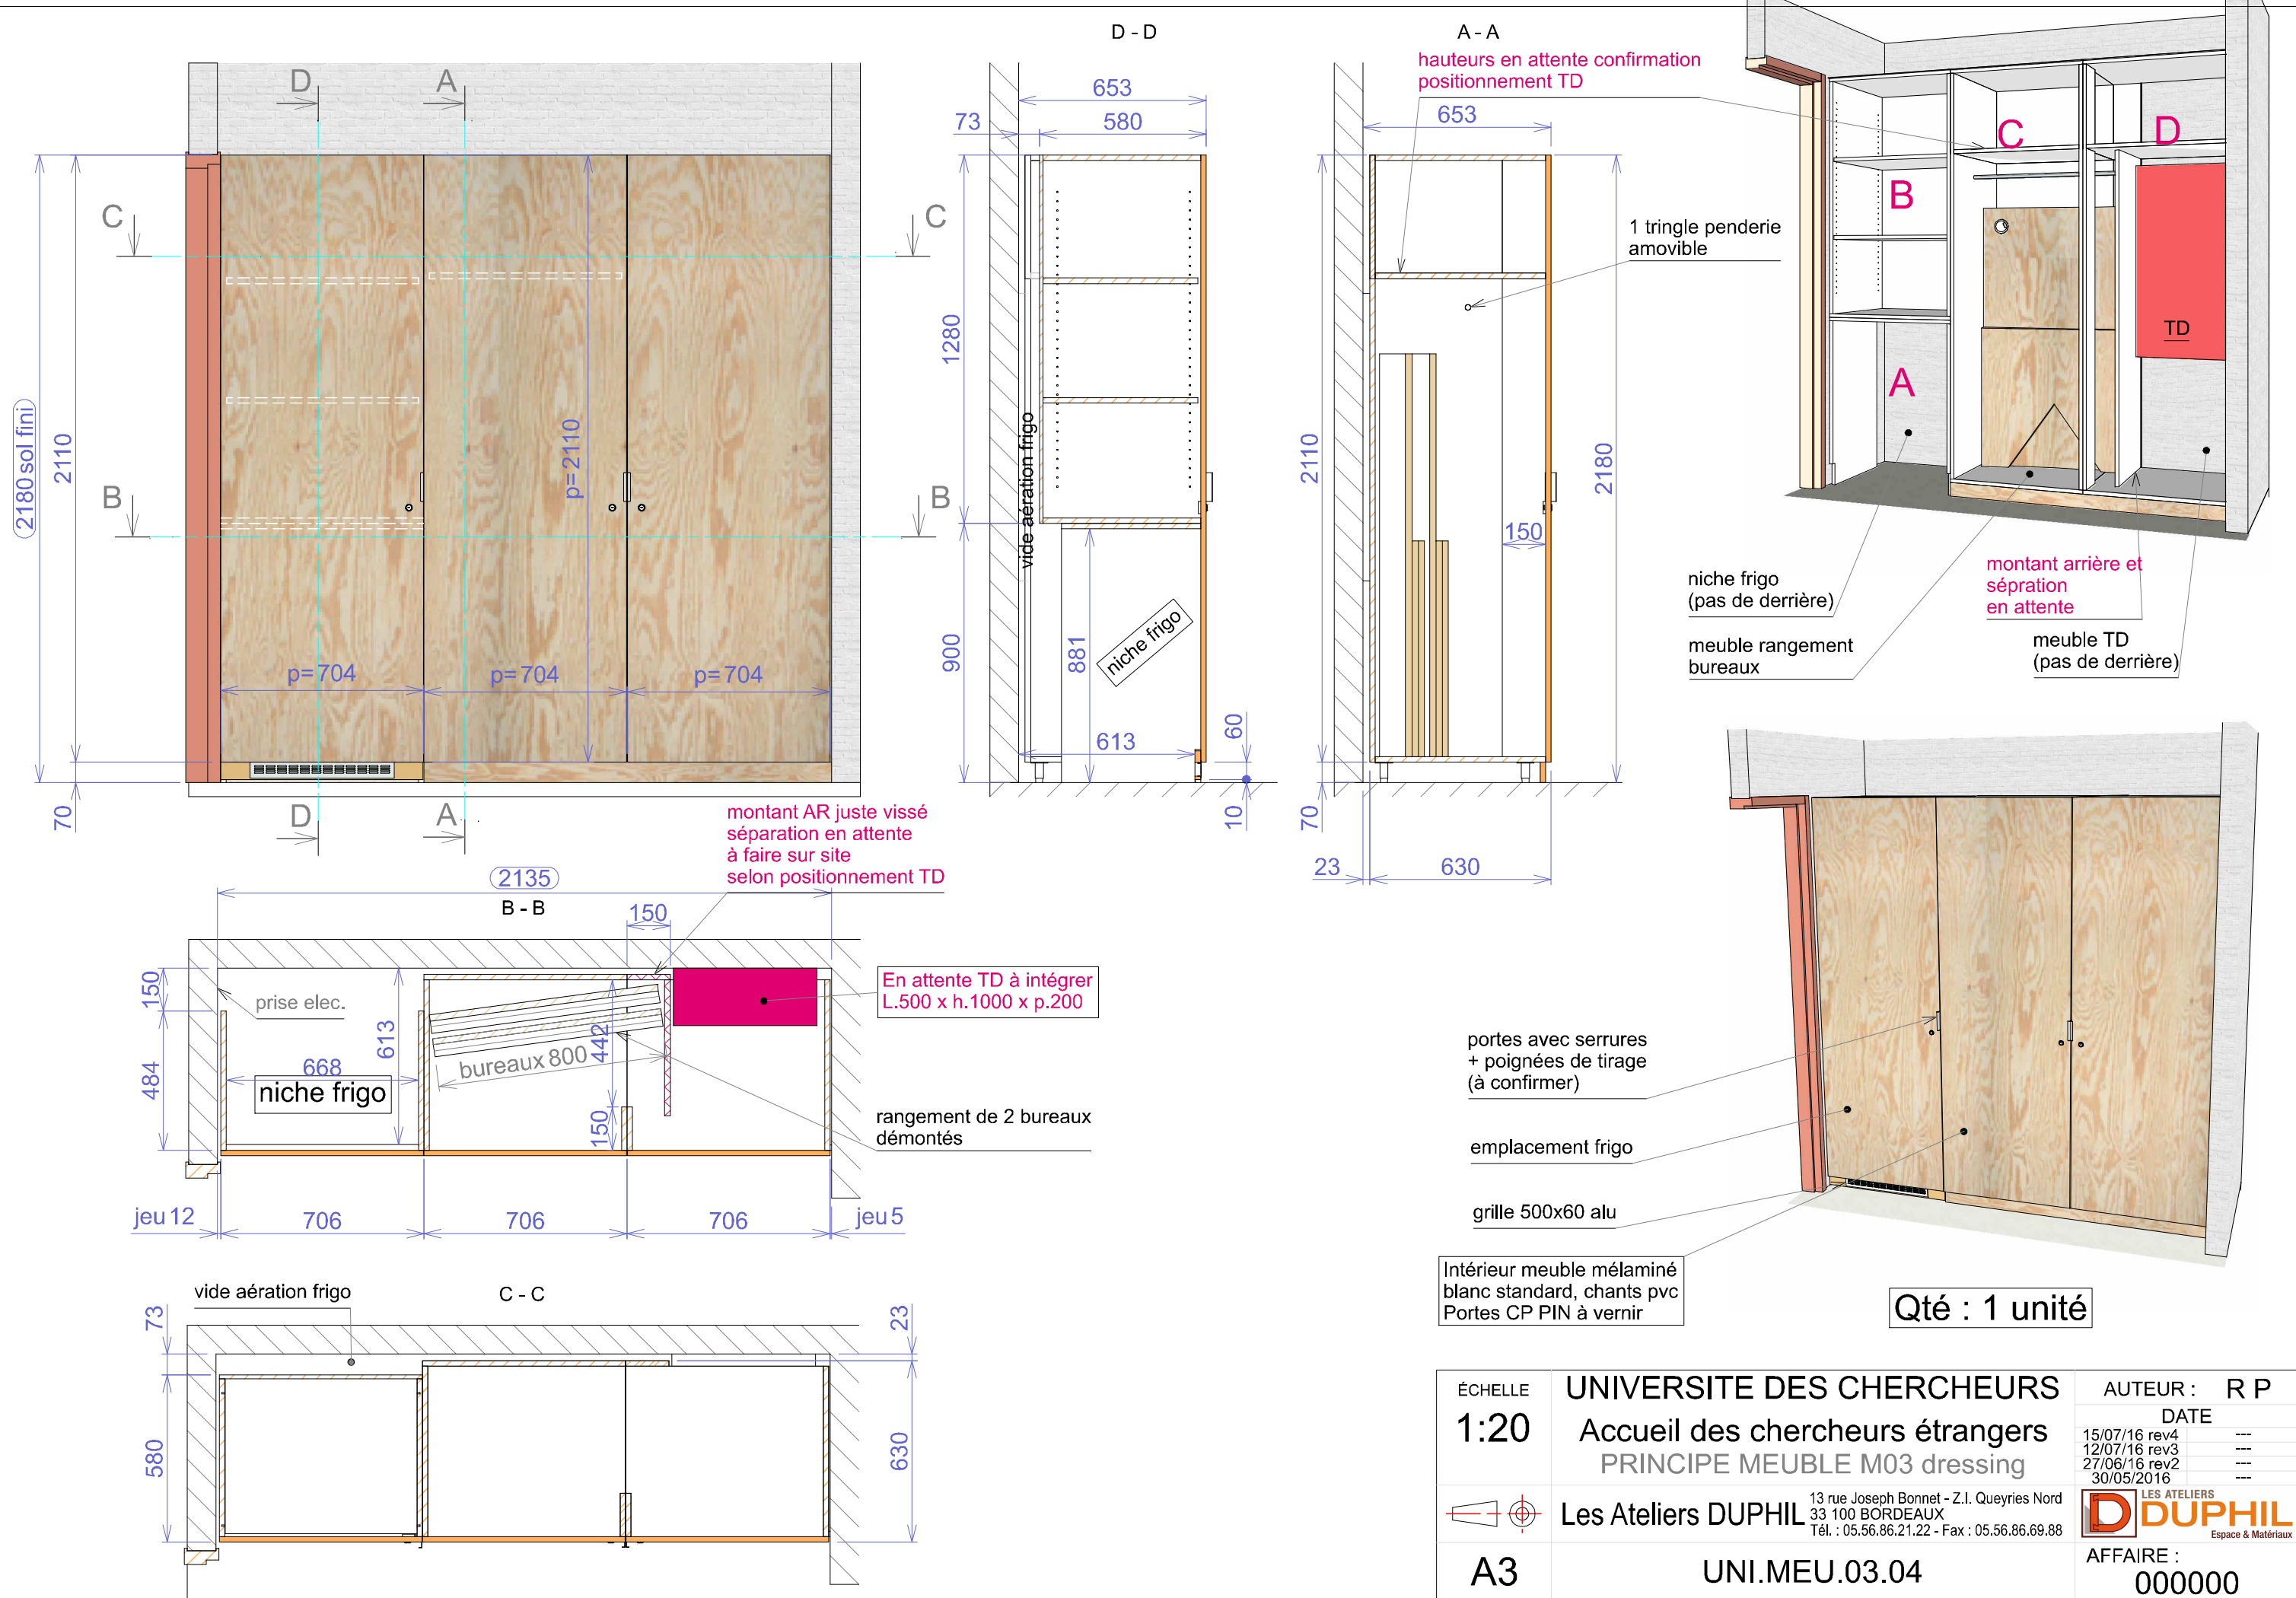 D
A
C
C
B
B
2180 sol fini
2110
70
p=2110
p=704
p=704
p=704
D
A
D - D
653
73
580
1280
900
vide aération frigo
881
niche frigo
613
60
10
A - A
hauteurs en attente confirmation
positionnement TD
653
1 tringle penderie
amovible
2110
2180
150
70
23
630
C
D
B
A
TD
niche frigo
(pas de derrière)
meuble rangement
bureaux
montant arrière et
sépration
en attente
meuble TD
(pas de derrière)
montant AR juste vissé
séparation en attente
à faire sur site
selon positionnement TD
2135
B - B
150
150
484
prise elec.
613
668
niche frigo
442
bureaux 800
150
En attente TD à intégrer
L.500 x h.1000 x p.200
rangement de 2 bureaux
démontés
jeu 12
706
706
706
jeu 5
vide aération frigo
C - C
73
580
23
630
portes avec serrures
+ poignées de tirage
(à confirmer)
emplacement frigo
grille 500x60 alu
Intérieur meuble mélaminé
blanc standard, chants pvc
Portes CP PIN à vernir
Qté : 1 unité
ÉCHELLE
1:20
UNIVERSITE DES CHERCHEURS
Accueil des chercheurs étrangers
PRINCIPE MEUBLE M03 dressing
AUTEUR : R P
DATE
15/07/16 rev4 ---
12/07/16 rev3 ---
27/06/16 rev2 ---
30/05/2016 ---
Les Ateliers DUPHIL
13 rue Joseph Bonnet - Z.I. Queyries Nord
33 100 BORDEAUX
Tél. : 05.56.86.21.22 - Fax : 05.56.86.69.88
LES ATELIERS
DUPHIL
Espace & Matériaux
A3
UNI.MEU.03.04
AFFAIRE :
000000